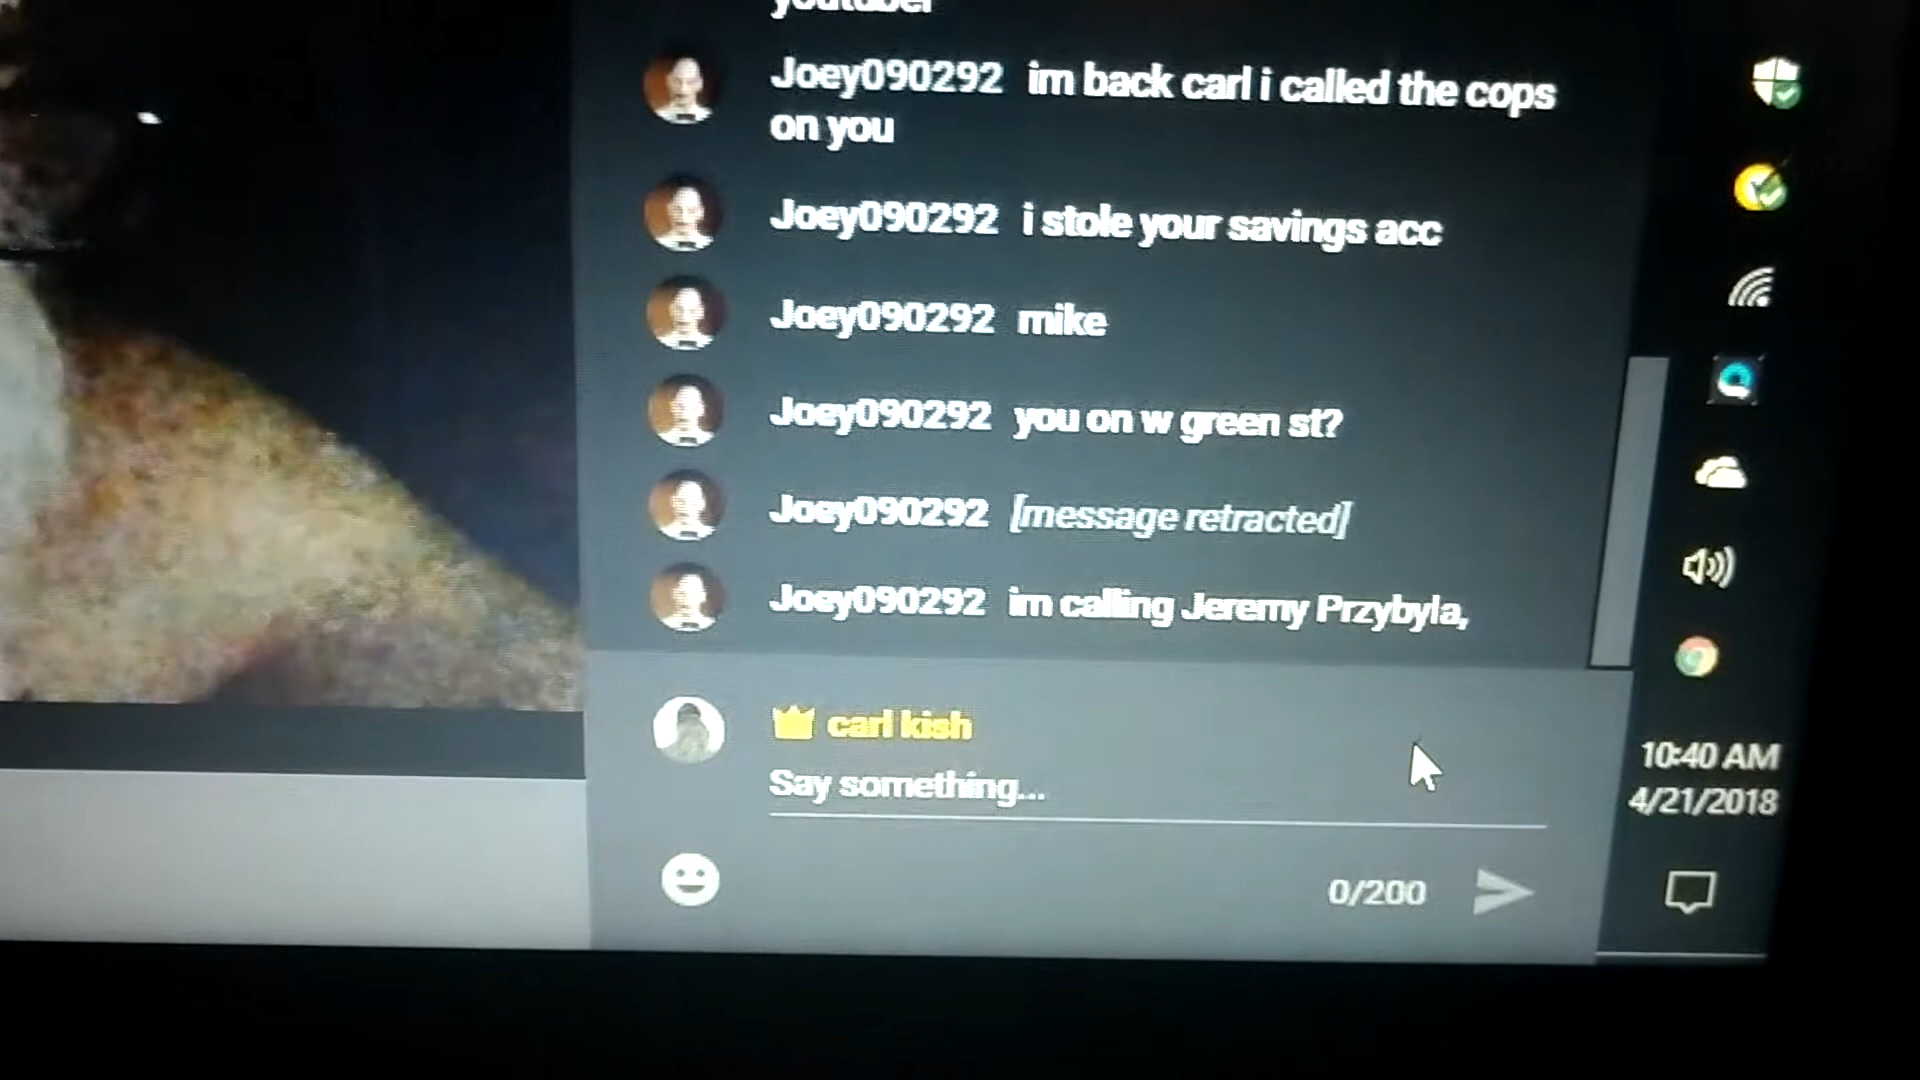 youtuber
Joey090292 im back carl i called the cops
on you
Joey090292 i stole your savings acc
Joey090292 mike
Joey090292 you on w green st?
Joey090292 [message retracted]
Joey090292 im calling Jeremy Przybyla,
carl kish
Say something...
0/200
10:40 AM
4/21/2018